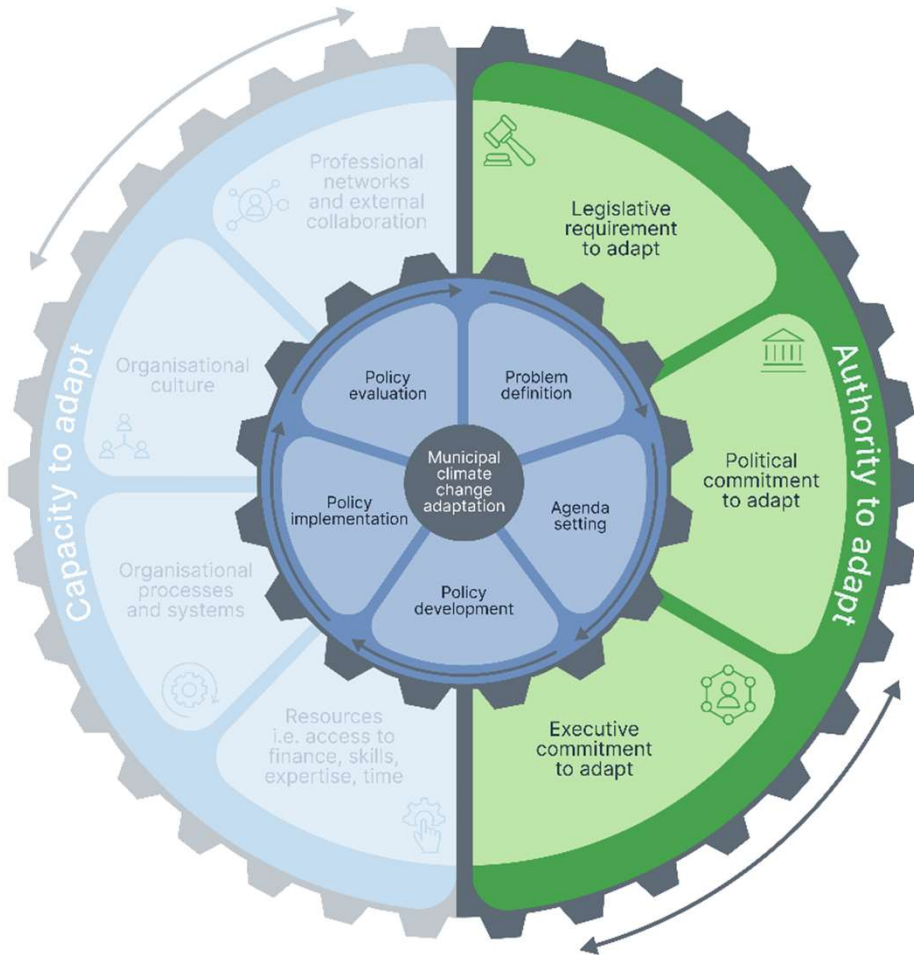 Capacity to adapt
Professional
networks
and external
collaboration
Organisational
culture
Organisational
processes
and systems
Resources
i.e. access to
finance, skills,
expertise, time
Authority to adapt
Legislative
requirement
to adapt
Political
commitment
to adapt
Executive
commitment
to adapt
Municipal
climate
change
adaptation
Problem
definition
Agenda
setting
Policy
development
Policy
implementation
Policy
evaluation